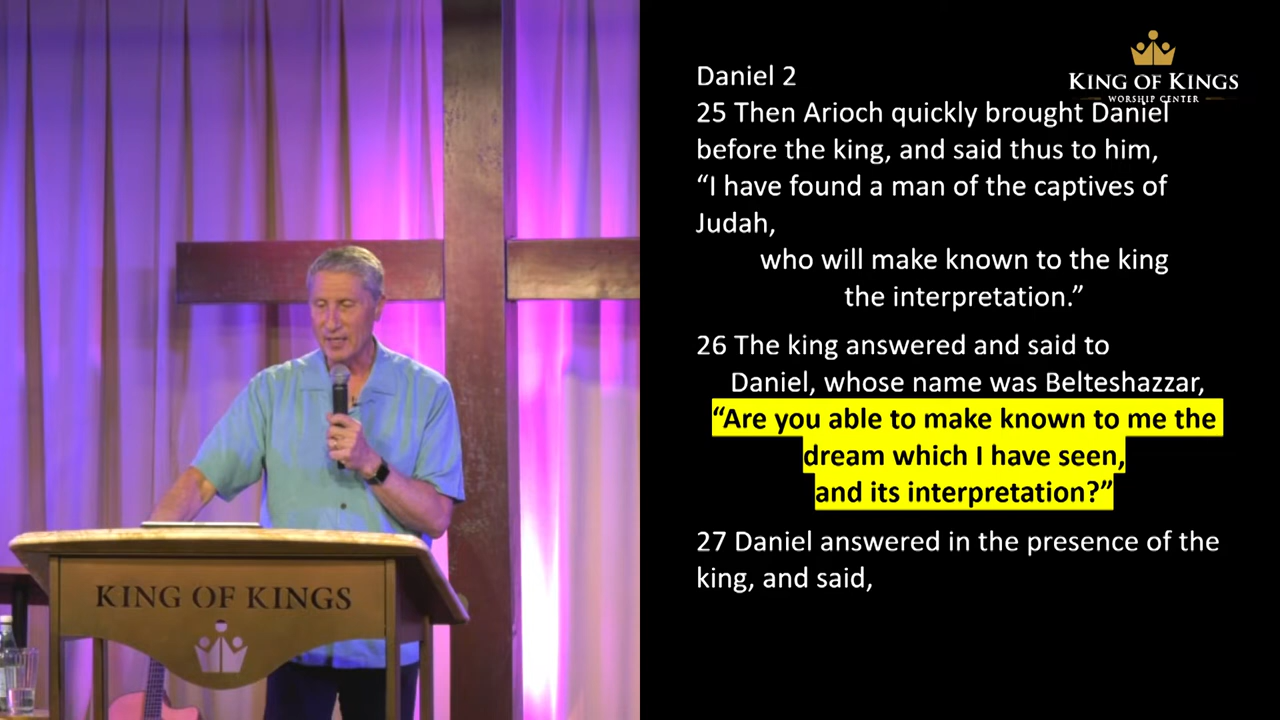 KING OF KINGS
KING OF KINGS
WORSHIP CENTER
Daniel 2
25 Then Arioch quickly brought Daniel
before the king, and said thus to him,
“I have found a man of the captives of
Judah,
who will make known to the king
the interpretation.”
26 The king answered and said to
Daniel, whose name was Belteshazzar,
“Are you able to make known to me the
dream which I have seen,
and its interpretation?”
27 Daniel answered in the presence of the
king, and said,